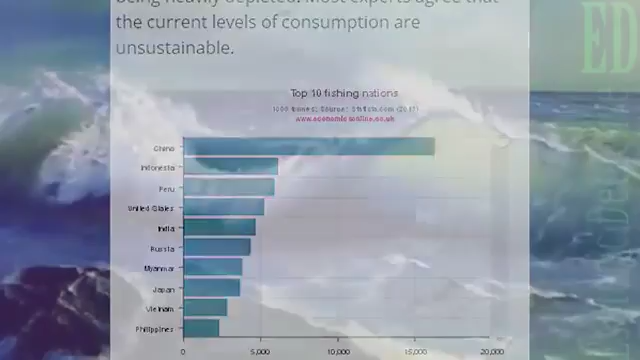 being heavily depleted. Most experts agree that
the current levels of consumption are
unsustainable.
ED
Top 10 fishing nations
www.economicsonline.co.uk
China
Indonesia
Peru
United States
India
Russia
Myanmar
Japan
Vietnam
Philippines
0
5,000
10,000
15,000
20,000